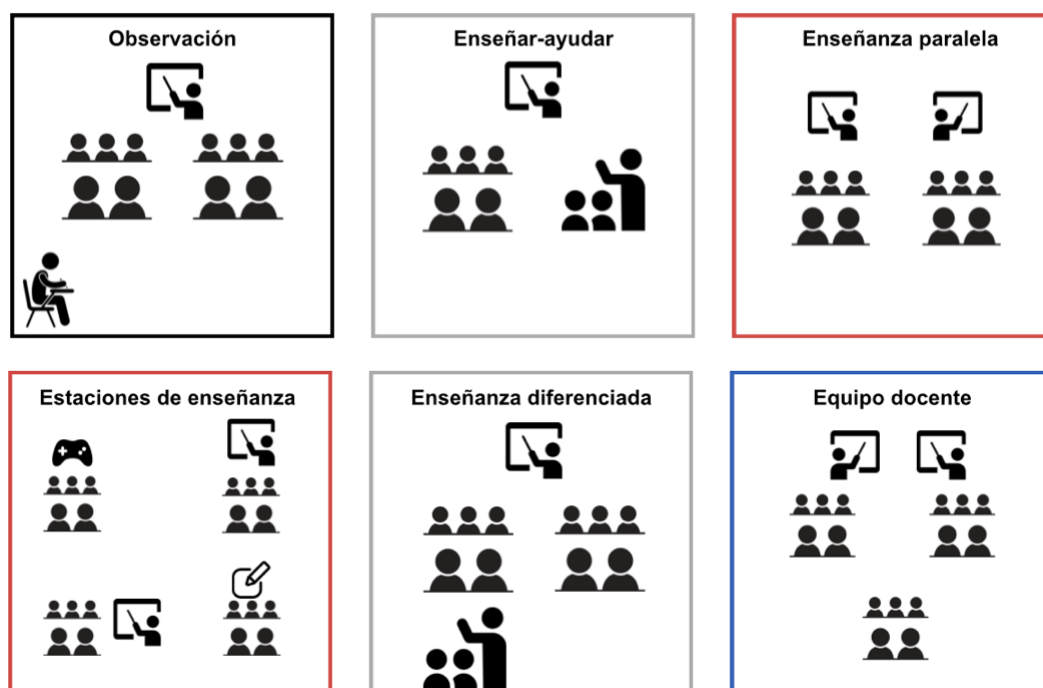 Observación
Enseñar-ayudar
Enseñanza paralela
Estaciones de enseñanza
Enseñanza diferenciada
Equipo docente